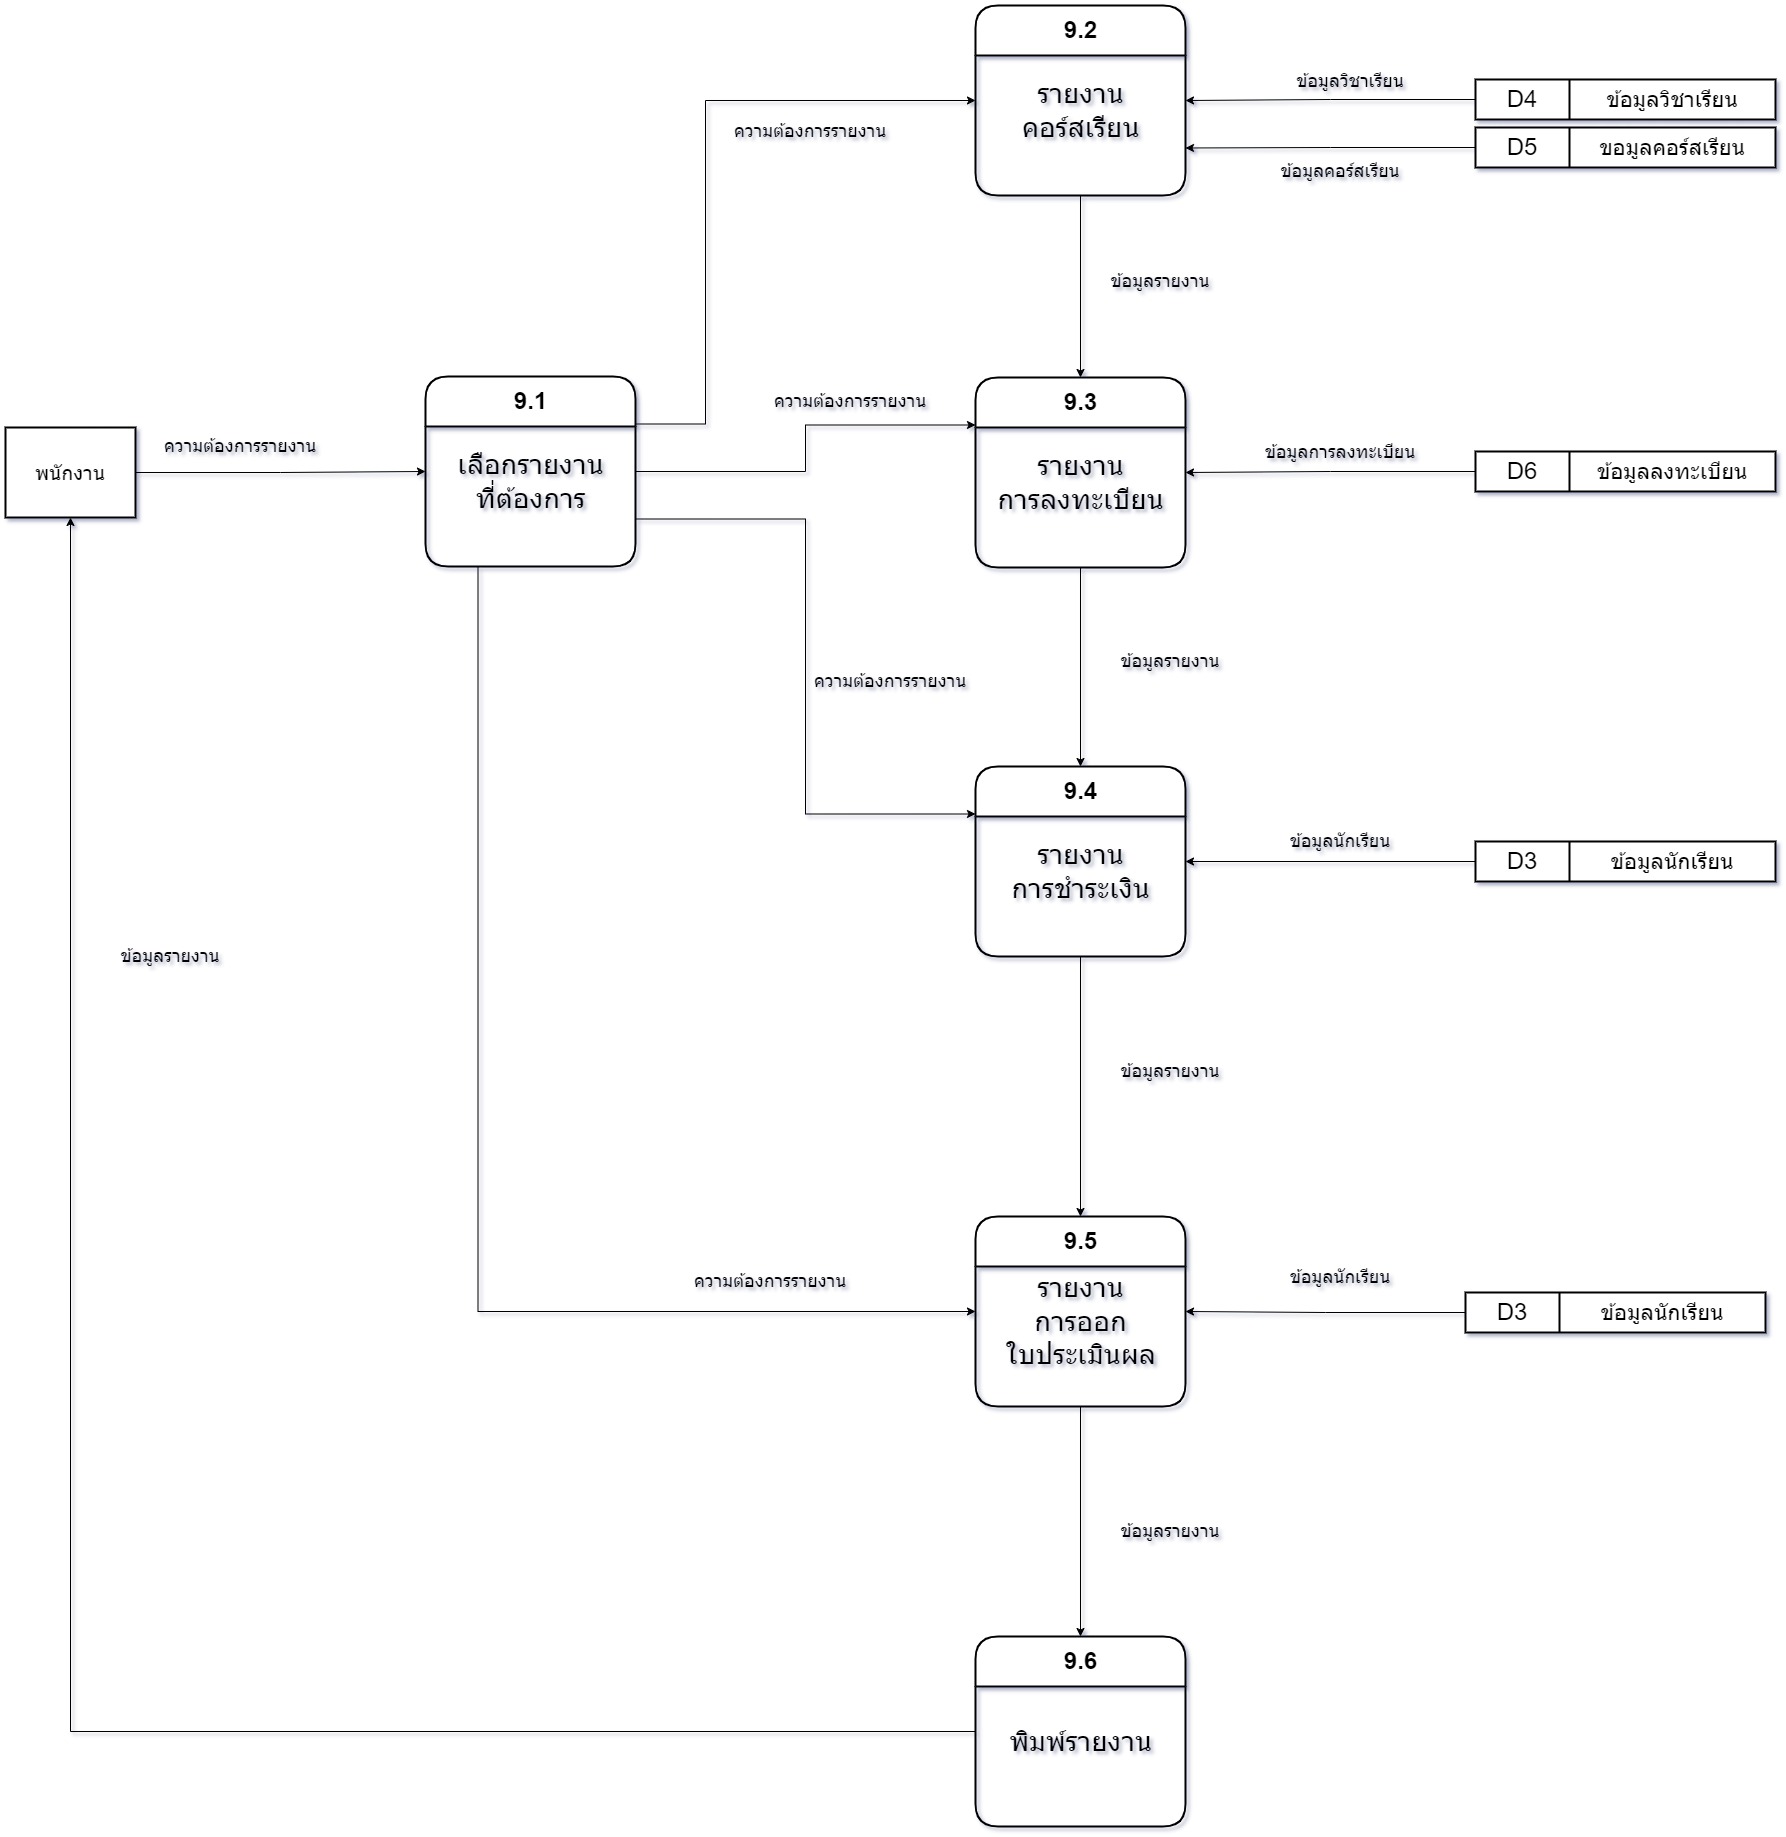 9.2
รายงาน
คอร์สเรียน
ข้อมูลวิชาเรียน
D4 ข้อมูลวิชาเรียน
ความต้องการรายงาน
D5 ขอมูลคอร์สเรียน
ข้อมูลคอร์สเรียน
ข้อมูลรายงาน
9.1
เลือกรายงาน
ที่ต้องการ
ความต้องการรายงาน
9.3
รายงาน
การลงทะเบียน
พนักงาน
ความต้องการรายงาน
ข้อมูลการลงทะเบียน
D6 ข้อมูลลงทะเบียน
ข้อมูลรายงาน
ความต้องการรายงาน
9.4
รายงาน
การชำระเงิน
ข้อมูลนักเรียน
D3 ข้อมูลนักเรียน
ข้อมูลรายงาน
ข้อมูลรายงาน
9.5
รายงาน
การออก
ใบประเมินผล
ความต้องการรายงาน
ข้อมูลนักเรียน
D3 ข้อมูลนักเรียน
ข้อมูลรายงาน
9.6
พิมพ์รายงาน